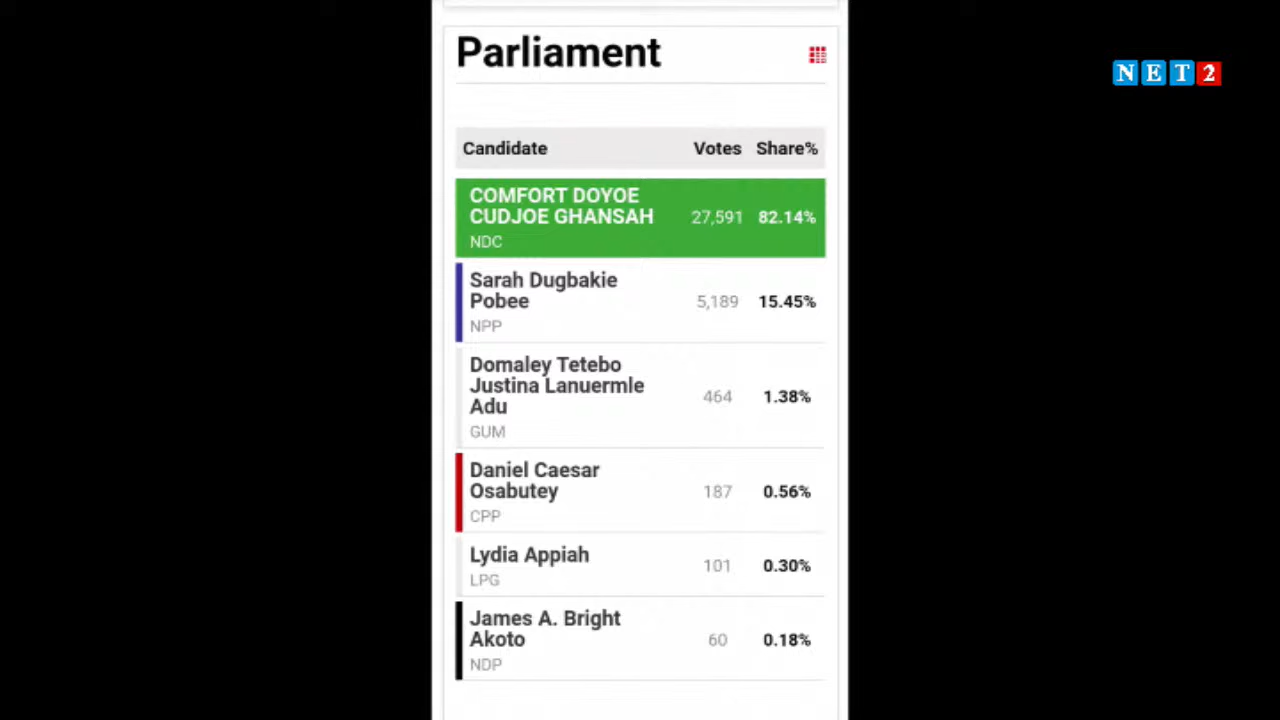 Parliament
NET2
Candidate Votes Share%
COMFORT DOYOE
CUDJOE GHANSAH
27,591 82.14%
NDC
Sarah Dugbakie
Pobee
5,189 15.45%
NPP
Domaley Tetebo
Justina Lanuermle
Adu
464 1.38%
GUM
Daniel Caesar
Osabutey
187 0.56%
CPP
Lydia Appiah
101 0.30%
LPG
James A. Bright
Akoto
60 0.18%
NDP